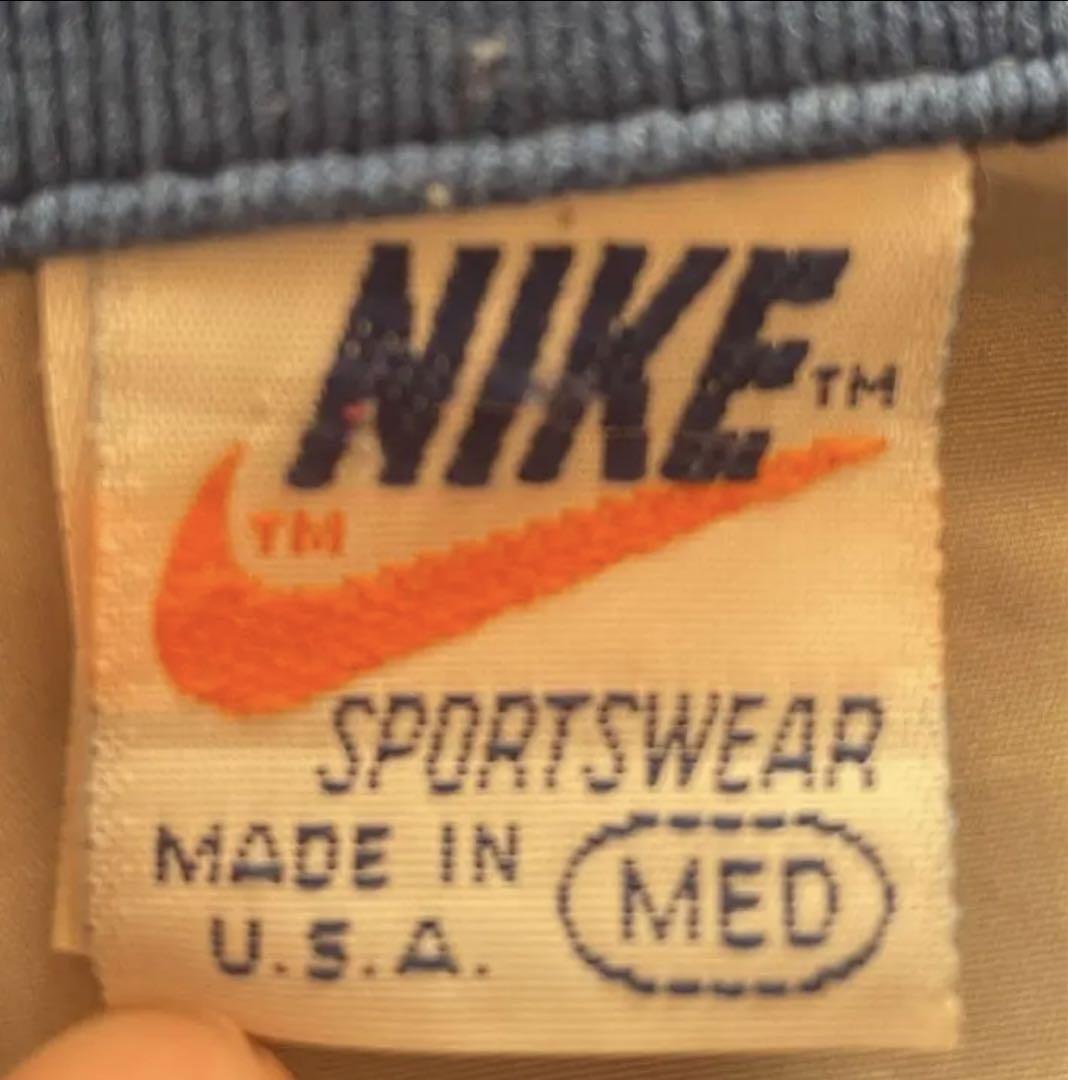 NIKE™
™
SPORTSWEAR
MADE IN
U.S.A.
MED